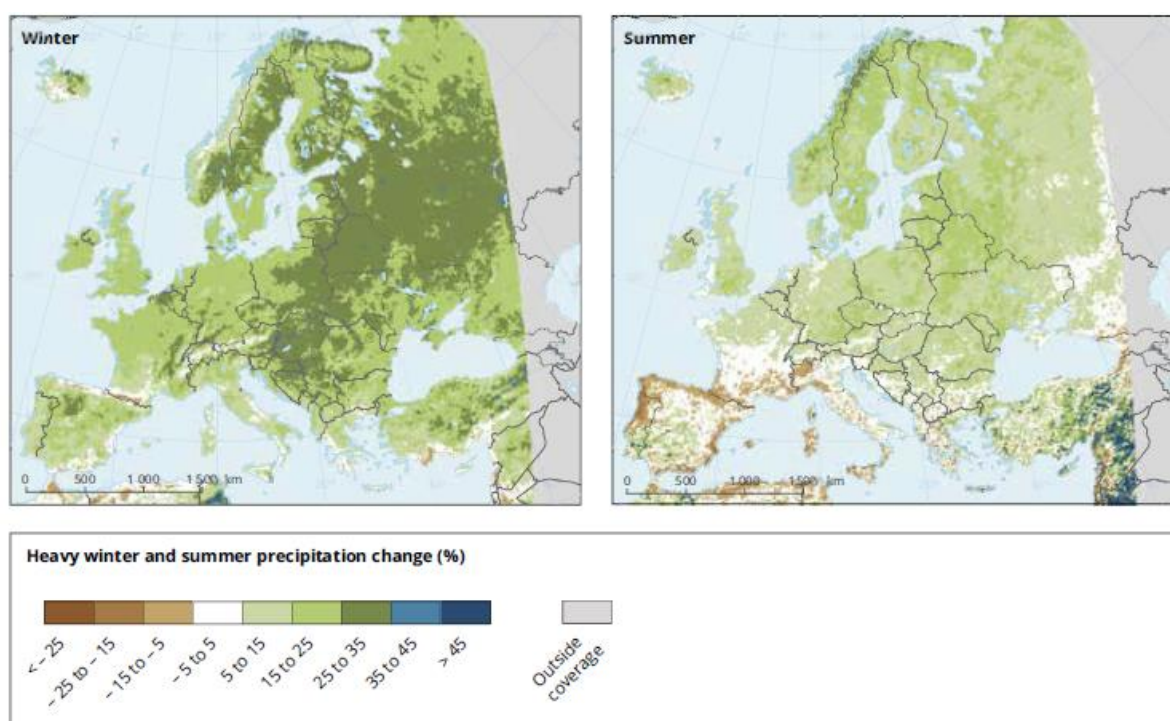 Winter
Summer
0 500 1 000 1 500 km
0 500 1 000 1 500 km
Heavy winter and summer precipitation change (%)
< – 25
– 25 to – 15
– 15 to – 5
– 5 to 5
5 to 15
15 to 25
25 to 35
35 to 45
> 45
Outside
coverage